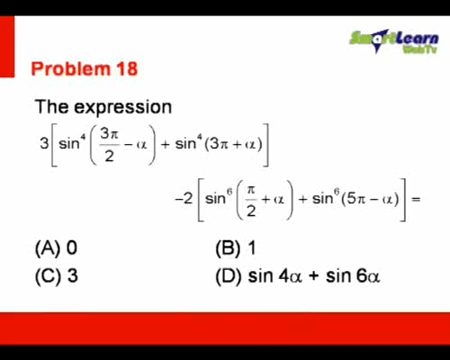 SmartLearn
WebTv
Problem 18
The expression
3[sin⁴(3π/2 − α) + sin⁴(3π + α)]
−2[sin⁶(π/2 + α) + sin⁶(5π − α)] =
(A) 0 (B) 1
(C) 3 (D) sin 4α + sin 6α